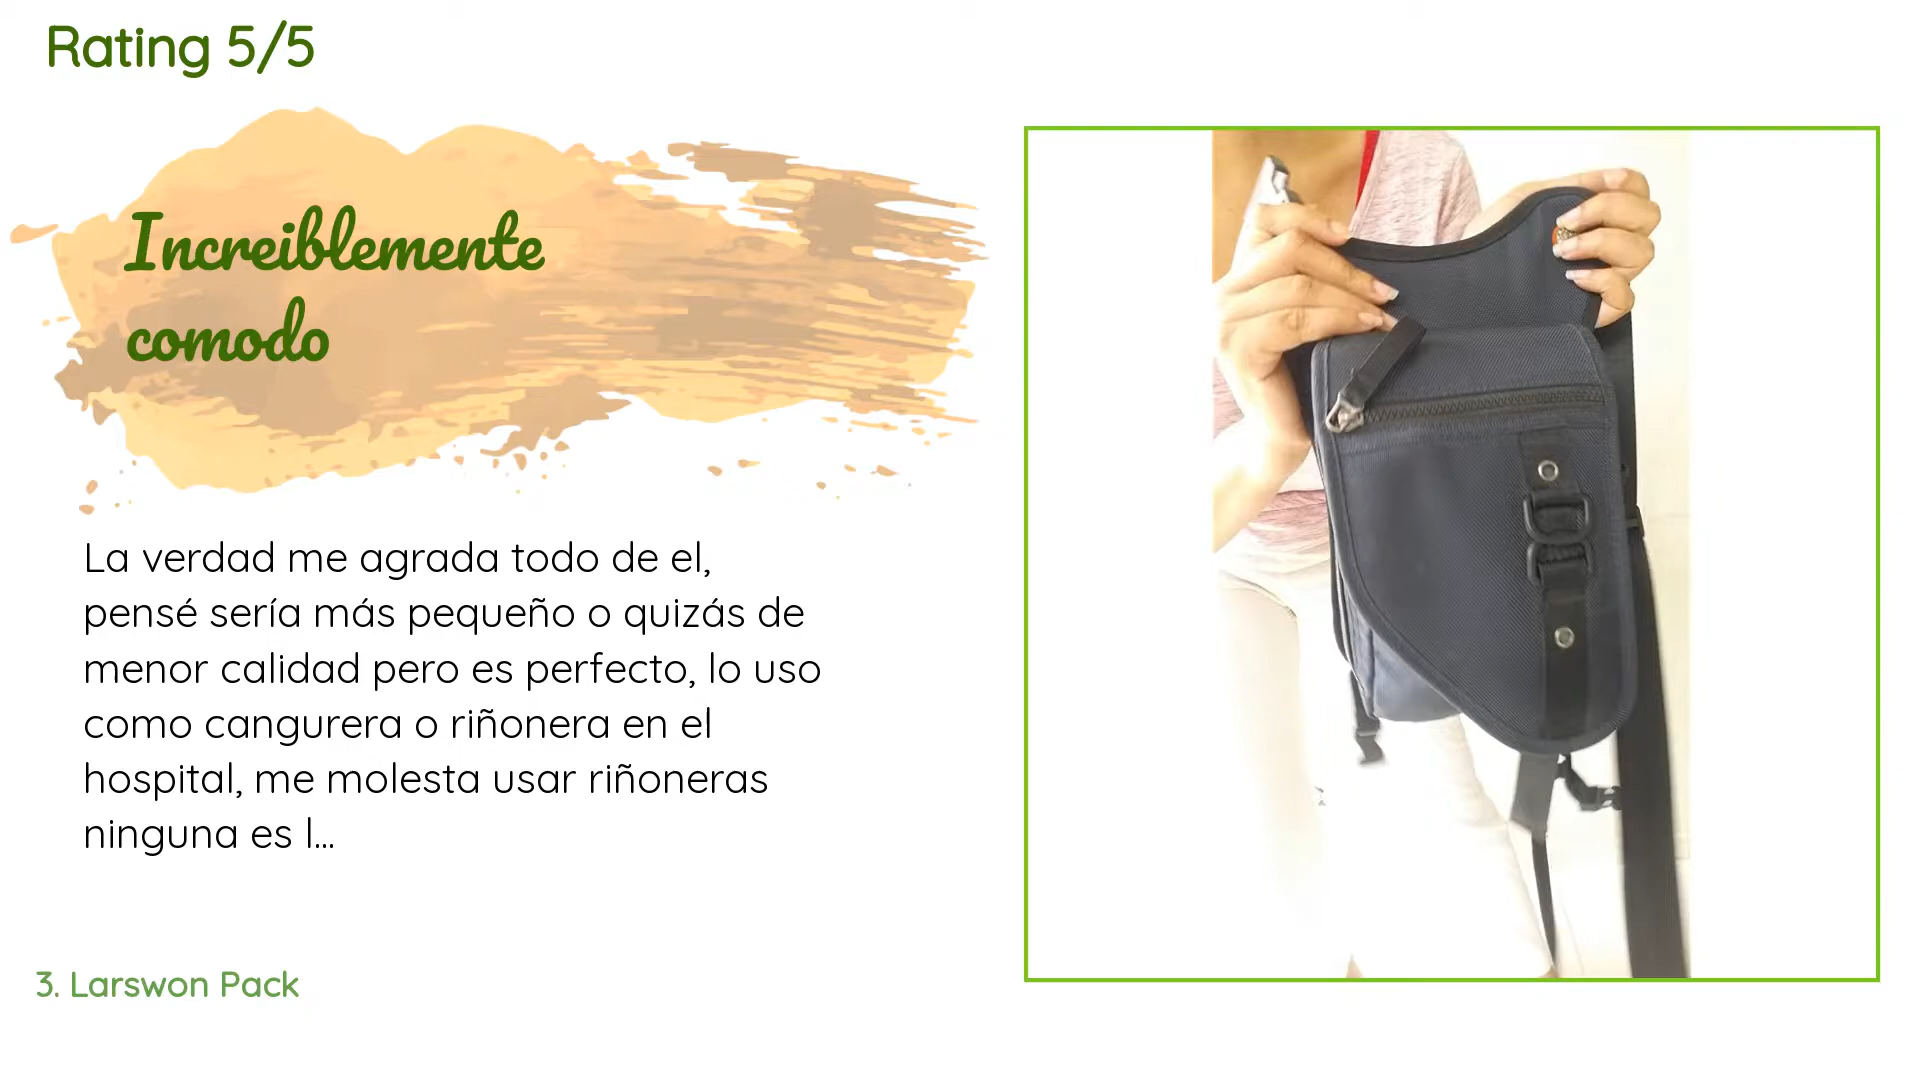 Rating 5/5
Increiblemente
comodo
La verdad me agrada todo de el,
pensé sería más pequeño o quizás de
menor calidad pero es perfecto, lo uso
como cangurera o riñonera en el
hospital, me molesta usar riñoneras
ninguna es l...
3. Larswon Pack